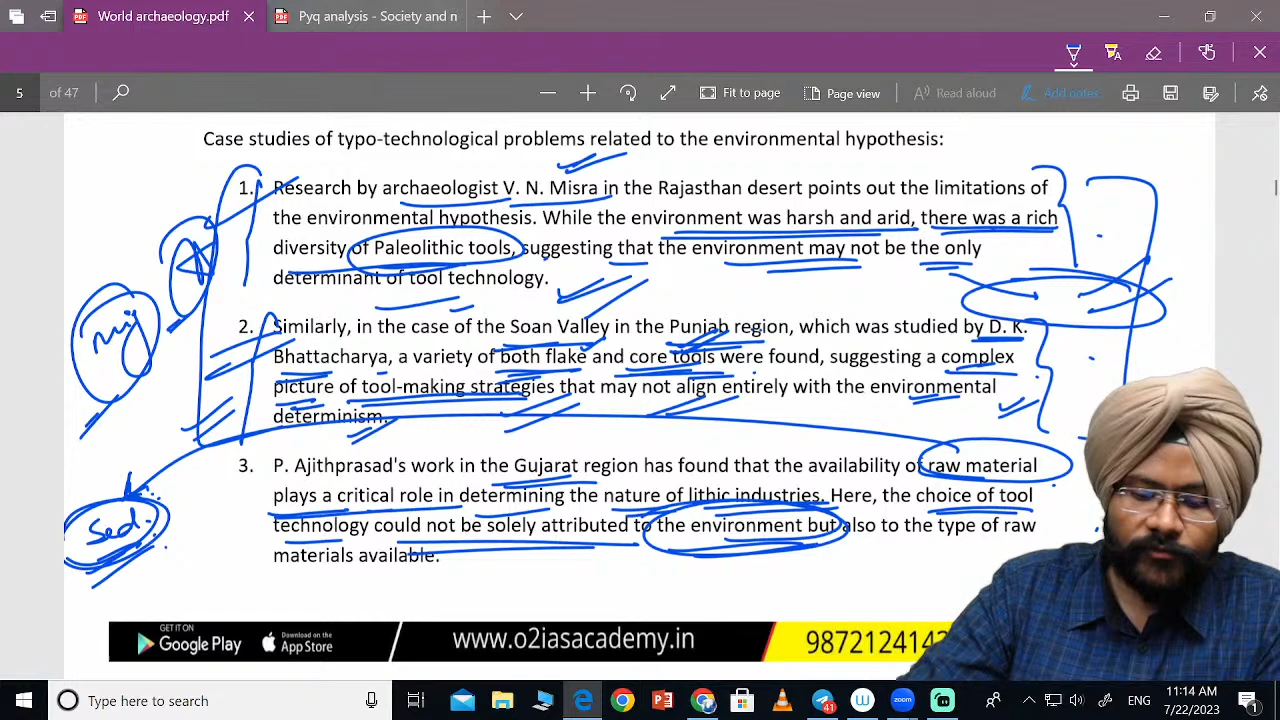 World archaeology.pdf
Pyq analysis - Society and n
5 of 47
Fit to page
Page view
Read aloud
Add notes
Case studies of typo-technological problems related to the environmental hypothesis:
1. Research by archaeologist V. N. Misra in the Rajasthan desert points out the limitations of
the environmental hypothesis. While the environment was harsh and arid, there was a rich
diversity of Paleolithic tools, suggesting that the environment may not be the only
determinant of tool technology.
2. Similarly, in the case of the Soan Valley in the Punjab region, which was studied by D. K.
Bhattacharya, a variety of both flake and core tools were found, suggesting a complex
picture of tool-making strategies that may not align entirely with the environmental
determinism.
3. P. Ajithprasad's work in the Gujarat region has found that the availability of raw material
plays a critical role in determining the nature of lithic industries. Here, the choice of tool
technology could not be solely attributed to the environment but also to the type of raw
materials available.
Sed.
GET IT ON
Google Play
Download on the
App Store
www.o2iasacademy.in
987212414
Type here to search
41
zoom
ENG
11:14 AM
7/22/2023